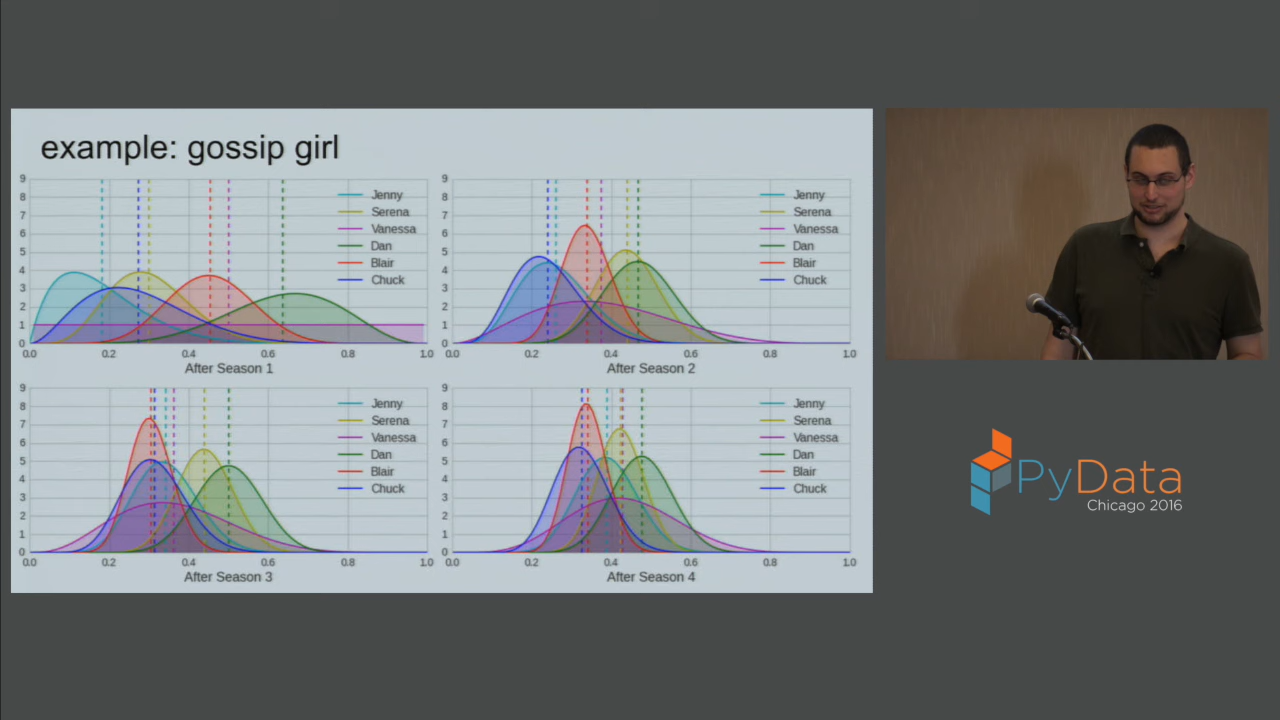 example: gossip girl
9
8
7
6
5
4
3
2
1
0
0.0 0.2 0.4 0.6 0.8 1.0
Jenny
Serena
Vanessa
Dan
Blair
Chuck
After Season 1
9
8
7
6
5
4
3
2
1
0
0.0 0.2 0.4 0.6 0.8 1.0
Jenny
Serena
Vanessa
Dan
Blair
Chuck
After Season 2
9
8
7
6
5
4
3
2
1
0
0.0 0.2 0.4 0.6 0.8 1.0
Jenny
Serena
Vanessa
Dan
Blair
Chuck
After Season 3
9
8
7
6
5
4
3
2
1
0
0.0 0.2 0.4 0.6 0.8 1.0
Jenny
Serena
Vanessa
Dan
Blair
Chuck
After Season 4
PyData
Chicago 2016